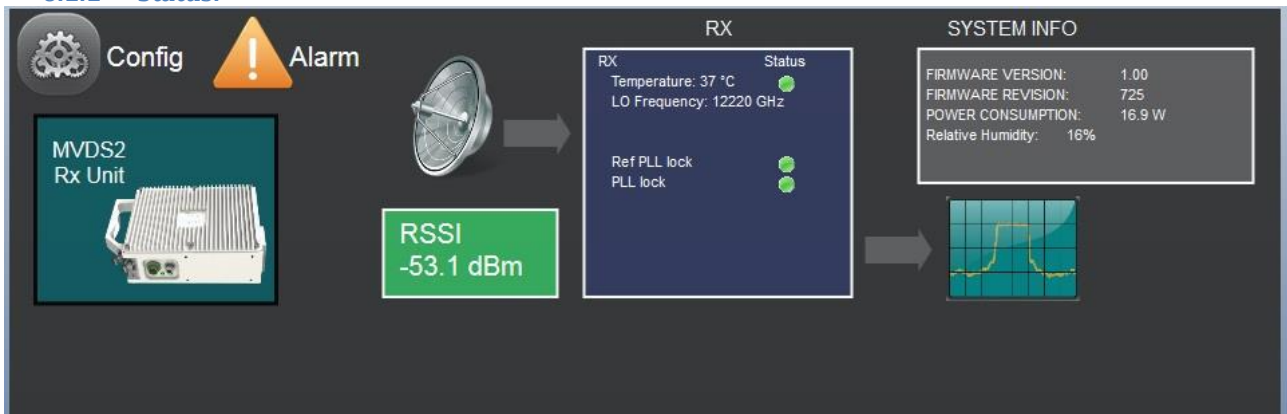 Config
Alarm
MVDS2
Rx Unit
RSSI
-53.1 dBm
RX
RX Status
Temperature: 37 °C
LO Frequency: 12220 GHz
Ref PLL lock
PLL lock
SYSTEM INFO
FIRMWARE VERSION: 1.00
FIRMWARE REVISION: 725
POWER CONSUMPTION: 16.9 W
Relative Humidity: 16%